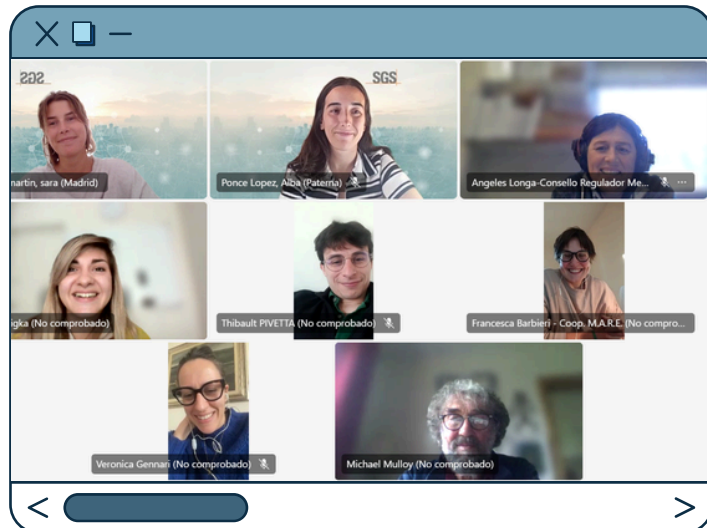 SGS
SGS
martin, sara (Madrid)
Ponce Lopez, Alba (Paterna)
Angeles Longa-Consello Regulador Me...
igka (No comprobado)
Thibault PIVETTA (No comprobado)
Francesca Barbieri - Coop. M.A.R.E. (No compro...
Veronica Gennari (No comprobado)
Michael Mulloy (No comprobado)